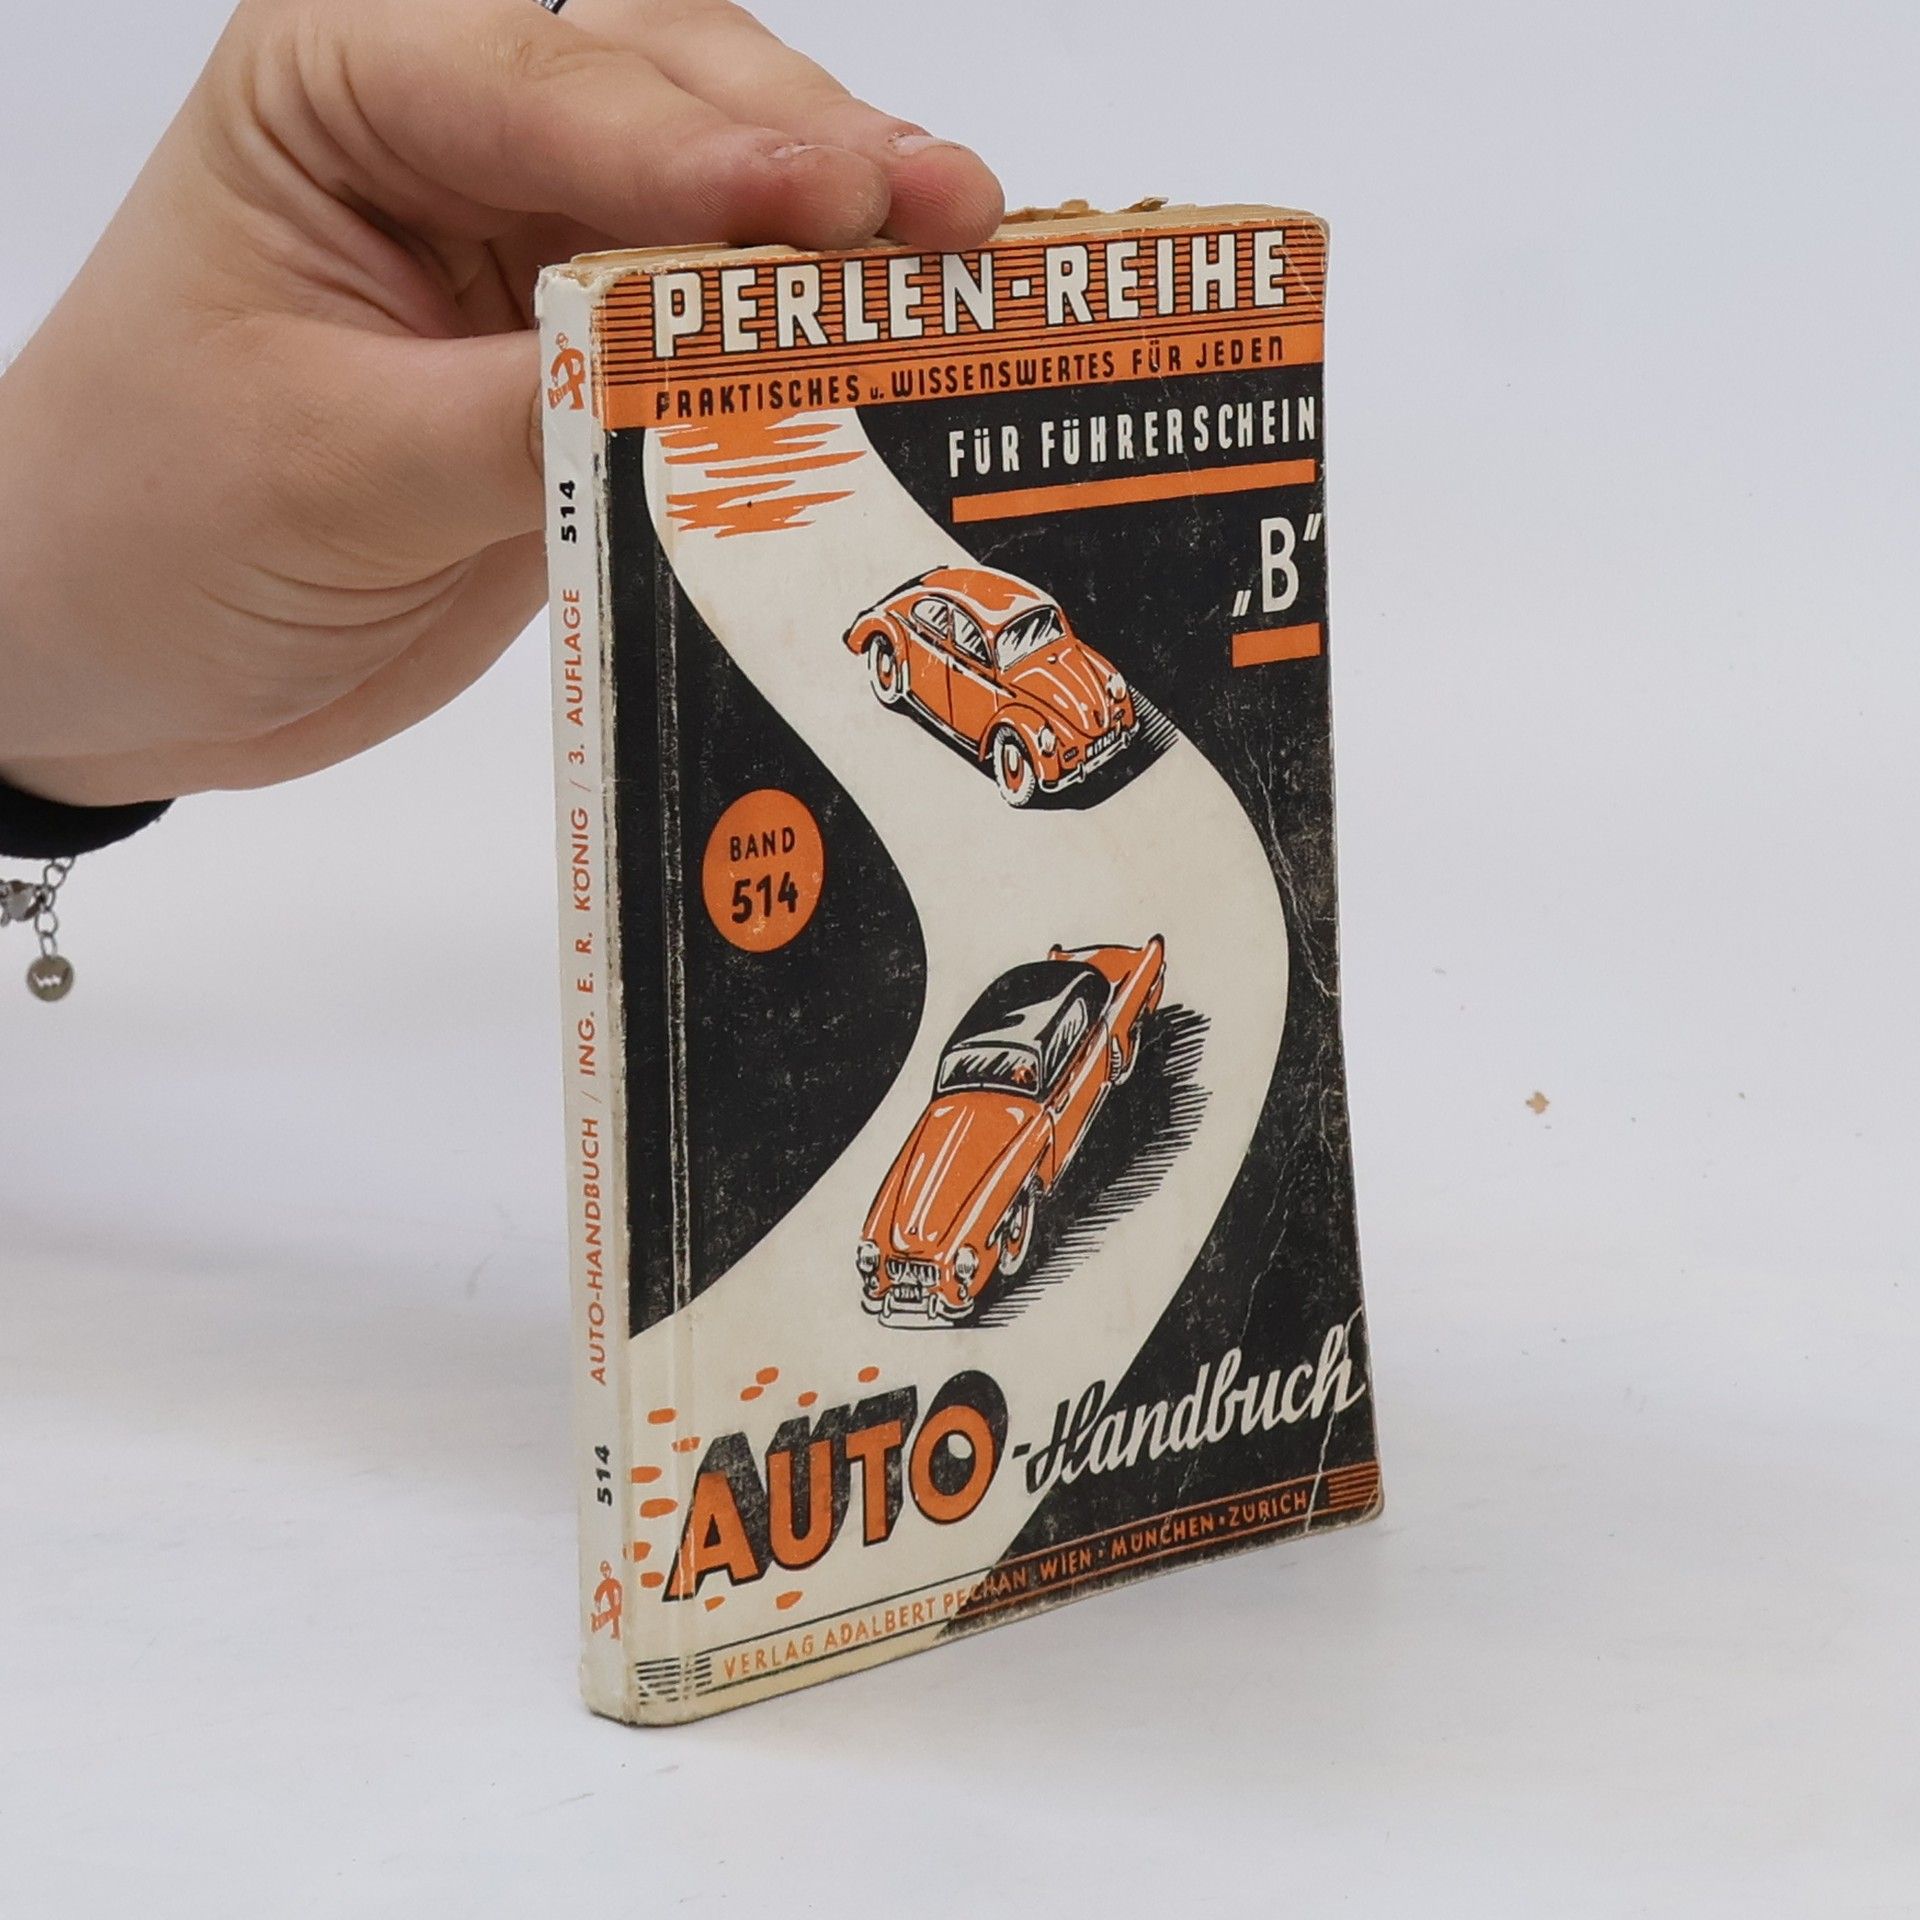 PERLEN-REIHE
PRAKTISCHES u. WISSENSWERTES FÜR JEDEN
FÜR FÜHRERSCHEIN
„B“
BAND
514
AUTO-Handbuch
VERLAG ADALBERT PECHAN WIEN · MÜNCHEN · ZÜRICH
514 AUTO-HANDBUCH / ING. E. R. KÖNIG / 3. AUFLAGE 514